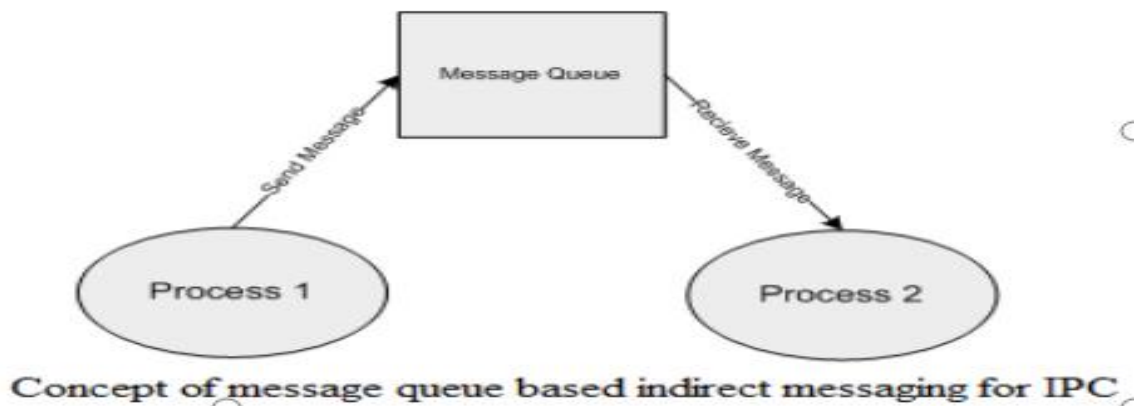 Message Queue
Send Message
Recieve Message
Process 1
Process 2
Concept of message queue based indirect messaging for IPC